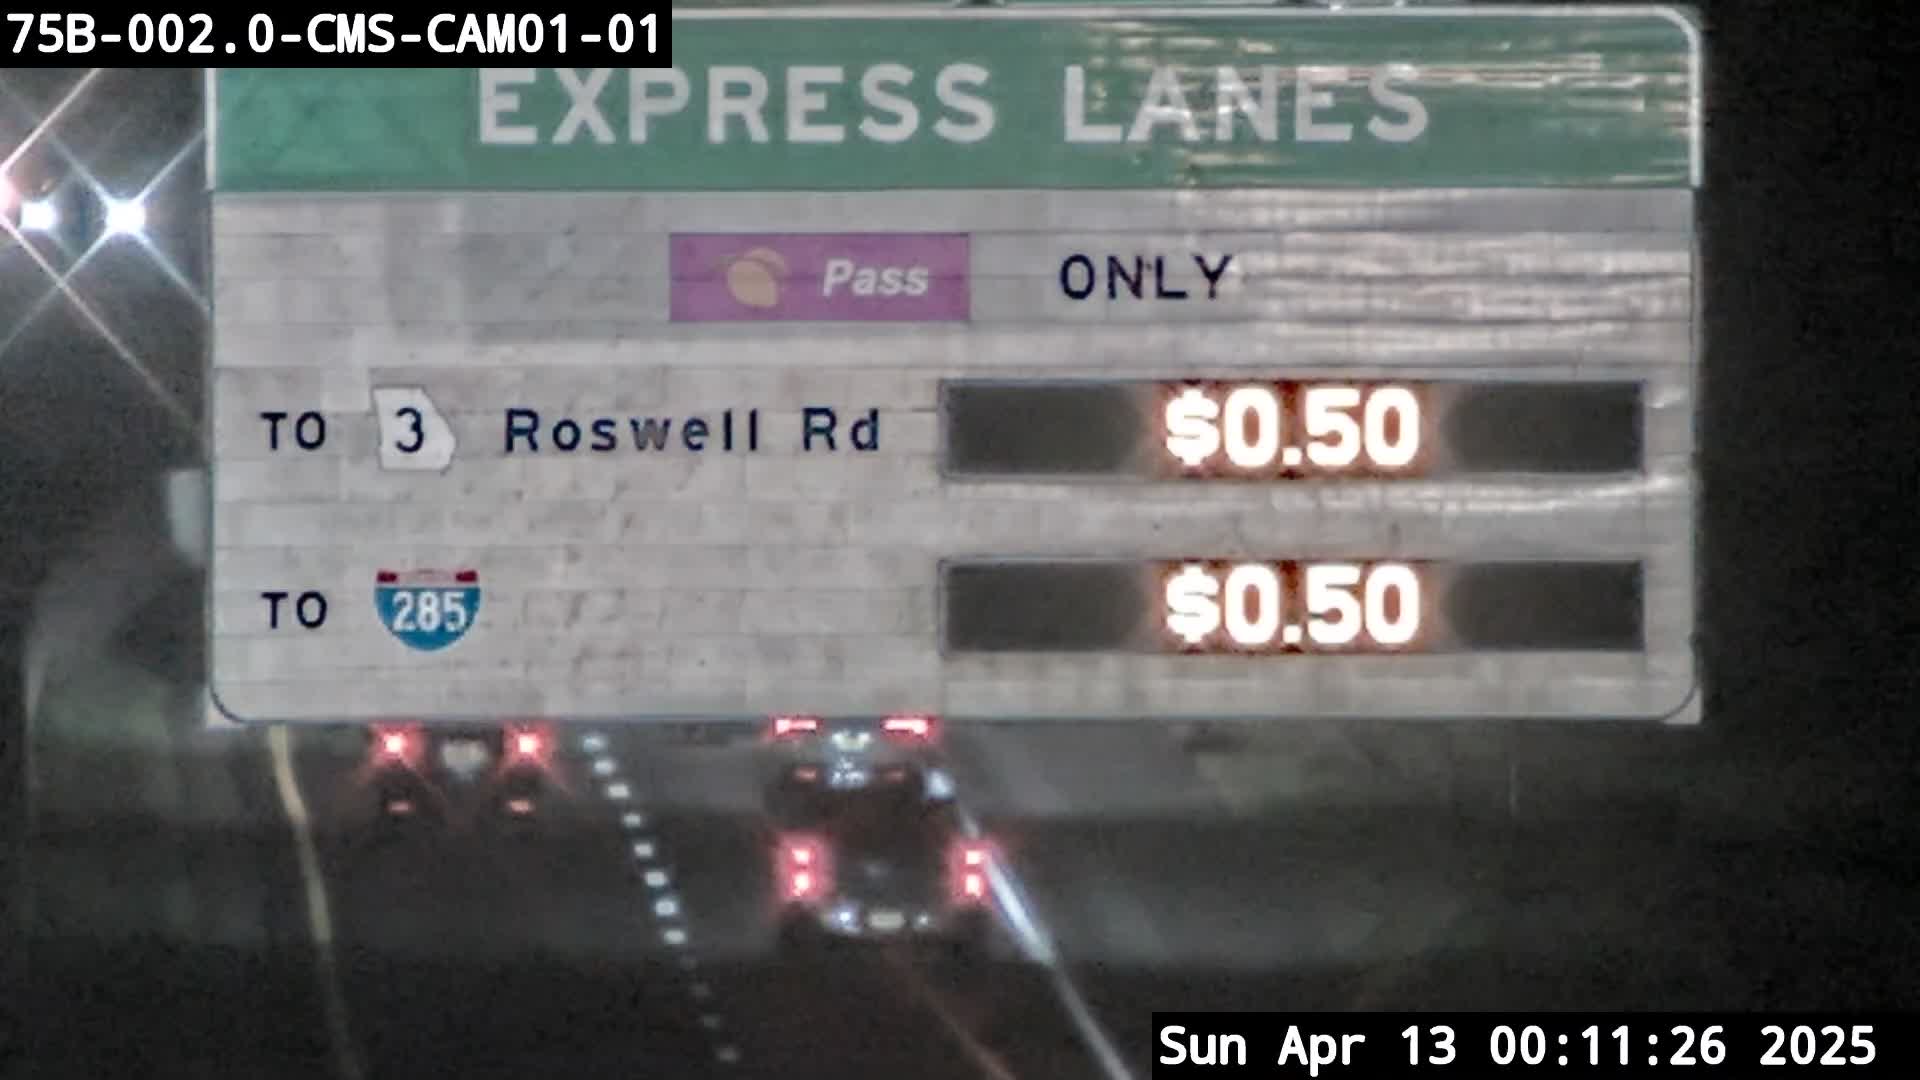 75B-002.0-CMS-CAM01-01
EXPRESS LANES
Pass ONLY
TO 3 Roswell Rd $0.50
TO 285 $0.50
Sun Apr 13 00:11:26 2025